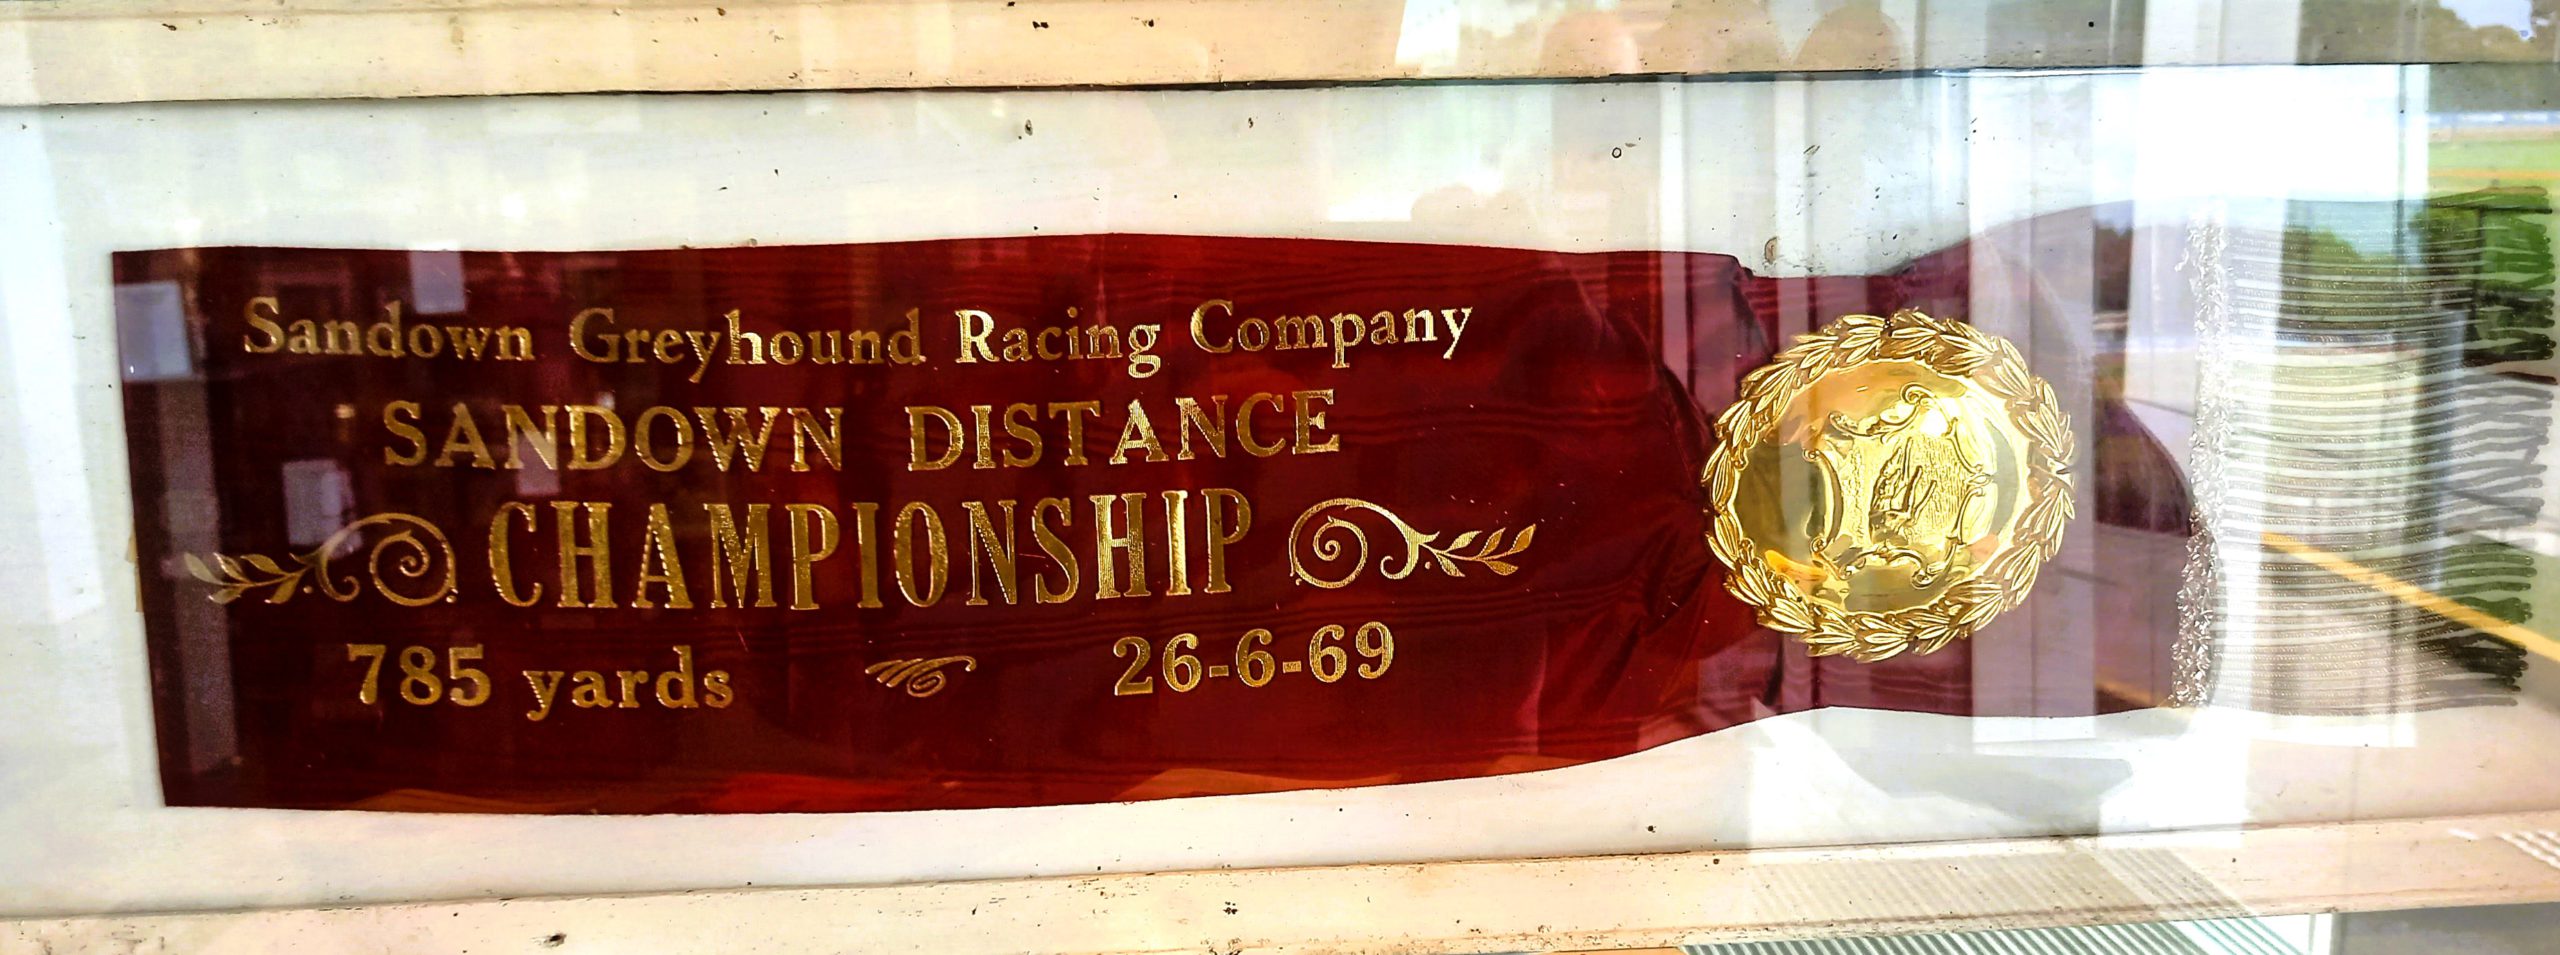 Sandown Greyhound Racing Company
SANDOWN DISTANCE
CHAMPIONSHIP
785 yards 26-6-69